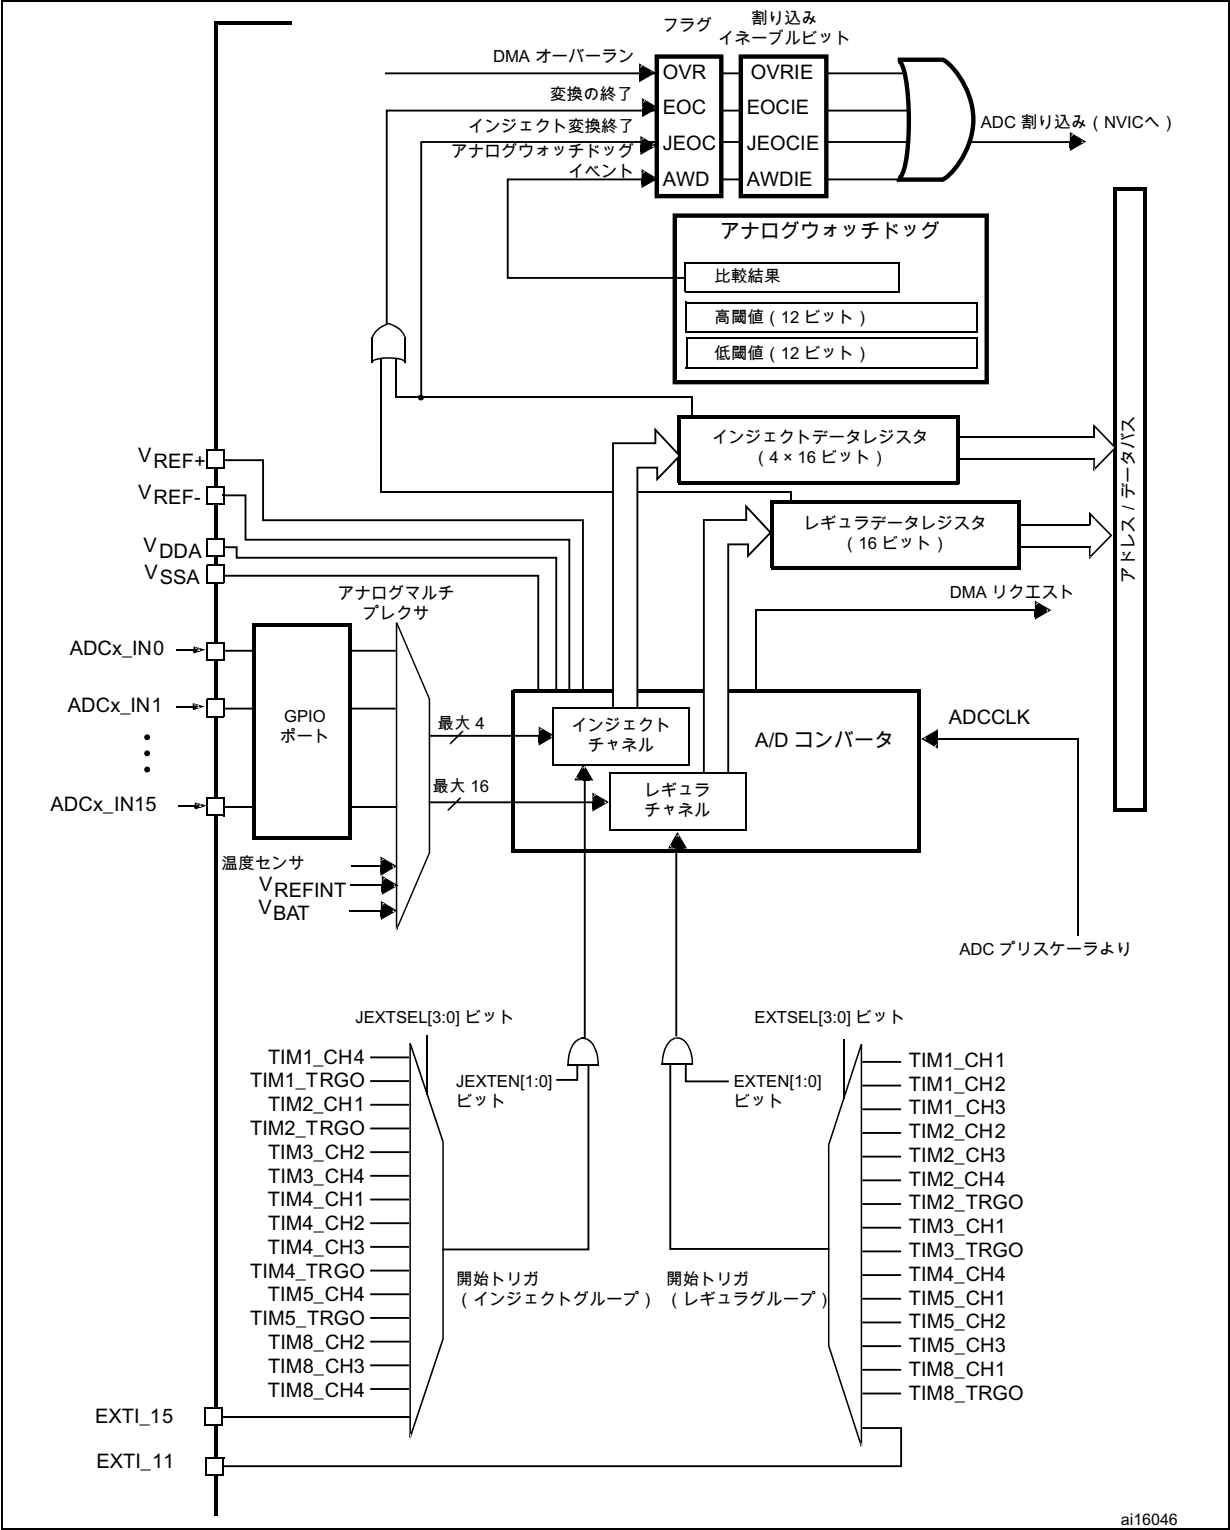 フラグ
割り込み
イネーブルビット
DMA オーバーラン
OVR
OVRIE
変換の終了
EOC
EOCIE
インジェクト変換終了
JEOC
JEOCIE
アナログウォッチドッグ
イベント
AWD
AWDIE
ADC 割り込み ( NVICへ )
アナログウォッチドッグ
比較結果
高閾値 ( 12 ビット )
低閾値 ( 12 ビット )
インジェクトデータレジスタ
( 4 × 16 ビット )
レギュラデータレジスタ
( 16 ビット )
アドレス / データバス
VREF+
VREF-
VDDA
VSSA
アナログマルチ
プレクサ
DMA リクエスト
ADCx_IN0
ADCx_IN1
ADCx_IN15
GPIO
ポート
最大 4
最大 16
インジェクト
チャネル
レギュラ
チャネル
A/D コンバータ
ADCCLK
温度センサ
VREFINT
VBAT
ADC プリスケーラより
JEXTSEL[3:0] ビット
EXTSEL[3:0] ビット
JEXTEN[1:0]
ビット
EXTEN[1:0]
ビット
TIM1_CH4
TIM1_TRGO
TIM2_CH1
TIM2_TRGO
TIM3_CH2
TIM3_CH4
TIM4_CH1
TIM4_CH2
TIM4_CH3
TIM4_TRGO
TIM5_CH4
TIM5_TRGO
TIM8_CH2
TIM8_CH3
TIM8_CH4
開始トリガ
( インジェクトグループ )
開始トリガ
( レギュラグループ )
TIM1_CH1
TIM1_CH2
TIM1_CH3
TIM2_CH2
TIM2_CH3
TIM2_CH4
TIM2_TRGO
TIM3_CH1
TIM3_TRGO
TIM4_CH4
TIM5_CH1
TIM5_CH2
TIM5_CH3
TIM8_CH1
TIM8_TRGO
EXTI_15
EXTI_11
ai16046